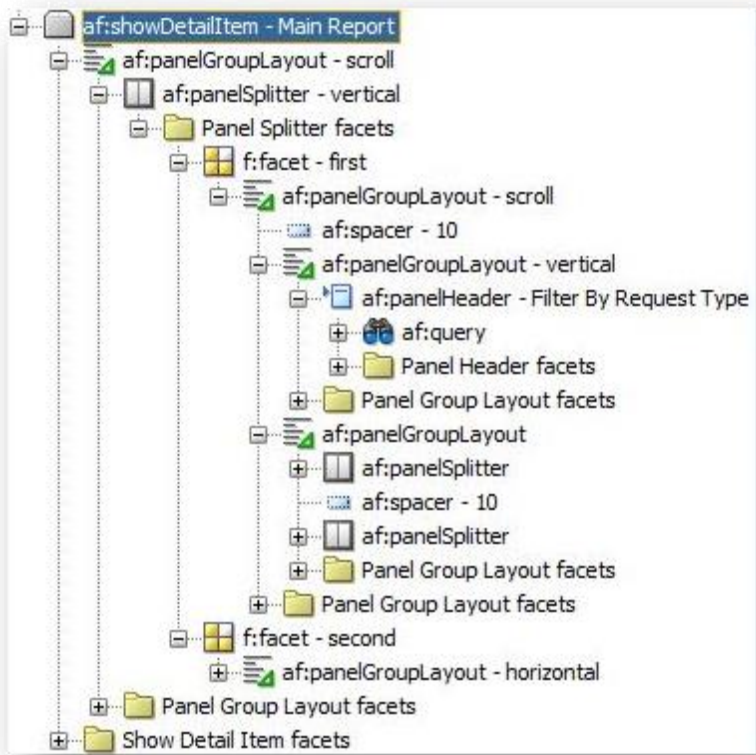 af:showDetailItem - Main Report
af:panelGroupLayout - scroll
af:panelSplitter - vertical
Panel Splitter facets
f:facet - first
af:panelGroupLayout - scroll
af:spacer - 10
af:panelGroupLayout - vertical
af:panelHeader - Filter By Request Type
af:query
Panel Header facets
Panel Group Layout facets
af:panelGroupLayout
af:panelSplitter
af:spacer - 10
af:panelSplitter
Panel Group Layout facets
Panel Group Layout facets
f:facet - second
af:panelGroupLayout - horizontal
Panel Group Layout facets
Show Detail Item facets